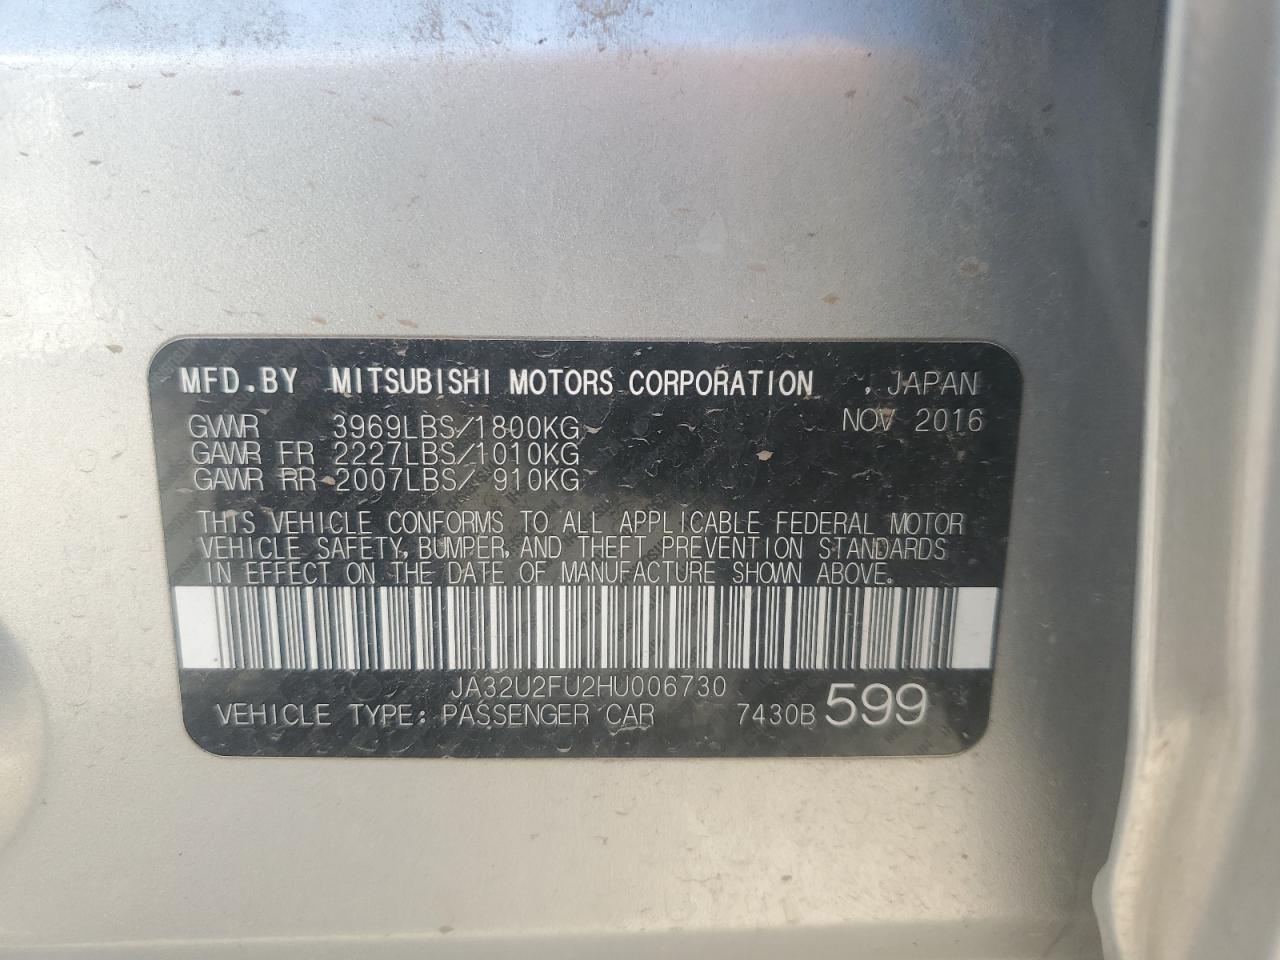 MFD.BY MITSUBISHI MOTORS CORPORATION , JAPAN
NOV 2016
GVWR 3969LBS/1800KG
GAWR FR 2227LBS/1010KG
GAWR RR 2007LBS/ 910KG
THIS VEHICLE CONFORMS TO ALL APPLICABLE FEDERAL MOTOR
VEHICLE SAFETY, BUMPER, AND THEFT PREVENTION STANDARDS
IN EFFECT ON THE DATE OF MANUFACTURE SHOWN ABOVE.
JA32U2FU2HU006730
VEHICLE TYPE: PASSENGER CAR 7430B 599